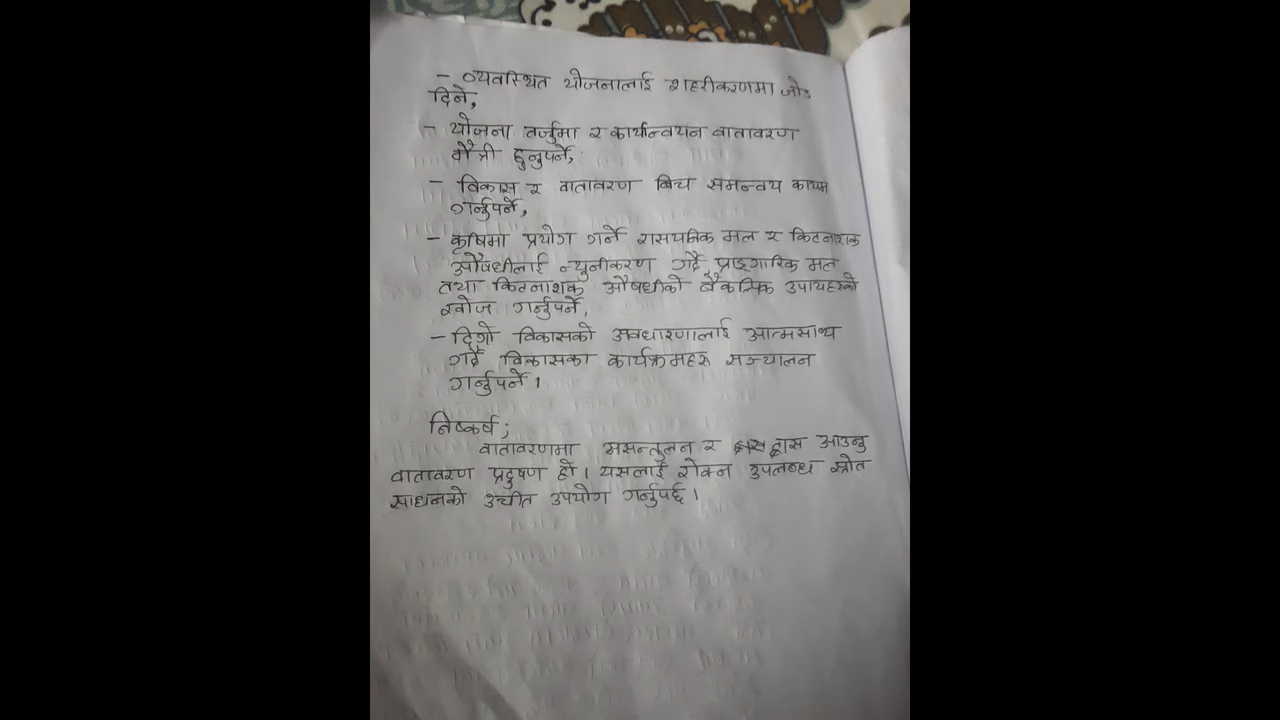 - व्यवस्थित योजनालाई शहरीकरणमा जोड
दिने,
- योजना तर्जुमा र कार्यान्वयन वातावरण
मैत्री हुनुपर्ने,
- विकास र वातावरण बिच समन्वय कायम
गर्नुपर्ने,
- कृषिमा प्रयोग गर्ने रासयनिक मल र किटनाशक
औषधीलाई न्युनीकरण गर्दै प्राङ्गारिक मल
तथा किटनाशक औषधीको बैकल्पिक उपायहरुको
खोज गर्नुपर्ने,
- दिगो विकासको अवधारणालाई आत्मसाथ
गर्दै विकासका कार्यक्रमहरु सञ्चालन
गर्नुपर्ने।
निष्कर्ष;
वातावरणमा असन्तुलन र ह्रास आउनु
वातावरण प्रदुषण हो। यसलाई रोक्न उपलब्ध स्रोत
साधनको उचीत उपयोग गर्नुपर्छ।